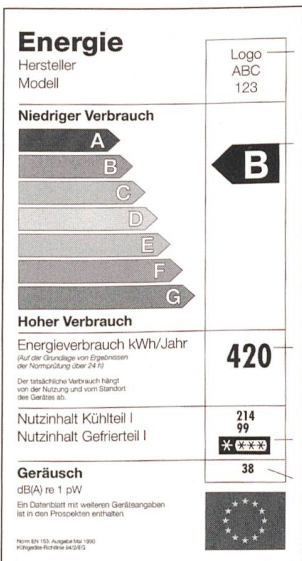 Energie
Hersteller
Modell
Logo
ABC
123
Niedriger Verbrauch
A
B
C
D
E
F
G
B
Hoher Verbrauch
Energieverbrauch kWh/Jahr
(Auf der Grundlage von Ergebnissen
der Normprüfung über 24 h)
420
Der tatsächliche Verbrauch hängt
von der Nutzung und vom Standort
des Gerätes ab.
Nutzinhalt Kühlteil l
214
Nutzinhalt Gefrierteil l
99
* ***
Geräusch
38
dB(A) re 1 pW
Ein Datenblatt mit weiteren Geräteangaben
ist in den Prospekten enthalten.
Norm EN 153, Ausgabe Mai 1990
Kühlgeräte-Richtlinie 94/2/EG